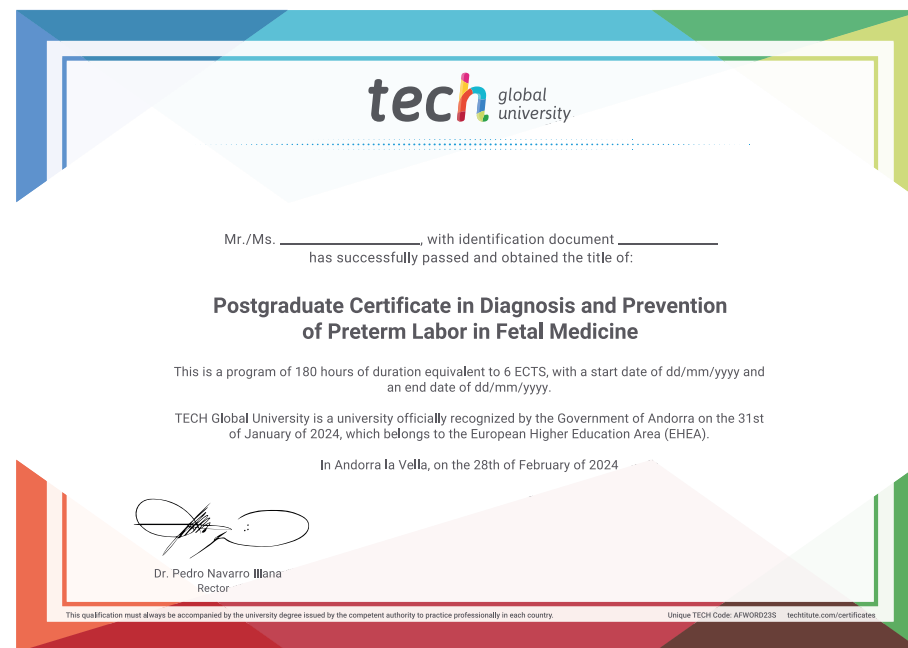 tech global university
Mr./Ms. ______________, with identification document __________
has successfully passed and obtained the title of:
Postgraduate Certificate in Diagnosis and Prevention
of Preterm Labor in Fetal Medicine
This is a program of 180 hours of duration equivalent to 6 ECTS, with a start date of dd/mm/yyyy and
an end date of dd/mm/yyyy.
TECH Global University is a university officially recognized by the Government of Andorra on the 31st
of January of 2024, which belongs to the European Higher Education Area (EHEA).
In Andorra la Vella, on the 28th of February of 2024
Dr. Pedro Navarro Illana
Rector
This qualification must always be accompanied by the university degree issued by the competent authority to practice professionally in each country. Unique TECH Code: AFWORD23S techtitute.com/certificates